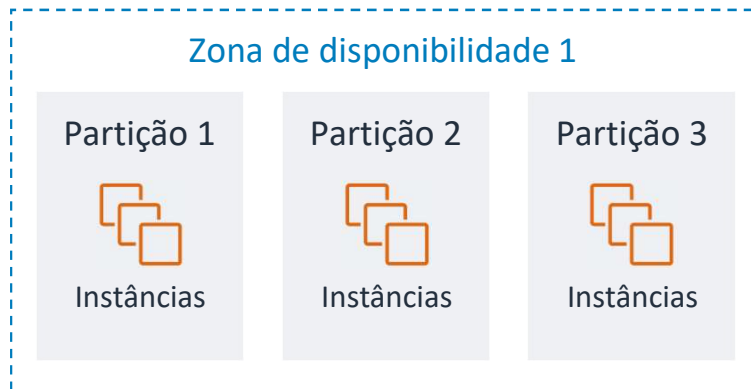 Zona de disponibilidade 1
Partição 1
Instâncias
Partição 2
Instâncias
Partição 3
Instâncias